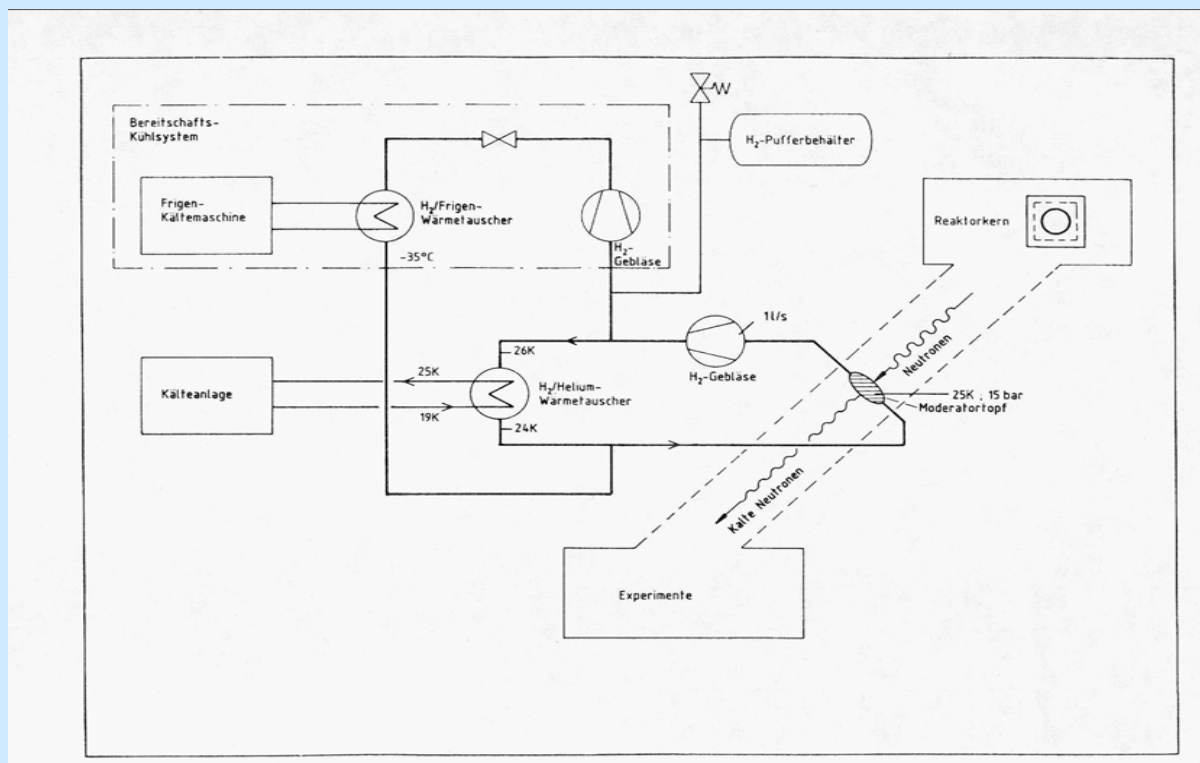 Bereitschafts-
Kühlsystem
H₂-Pufferbehälter
Frigen-
Kältemaschine
H₂/Frigen-
Wärmetauscher
-35°C
H₂-
Gebläse
Reaktorkern
1l/s
26K
H₂-Gebläse
Neutronen
Kälteanlage
25K
19K
H₂/Helium-
Wärmetauscher
24K
25K ; 15 bar
Moderatortopf
Kalte Neutronen
Experimente